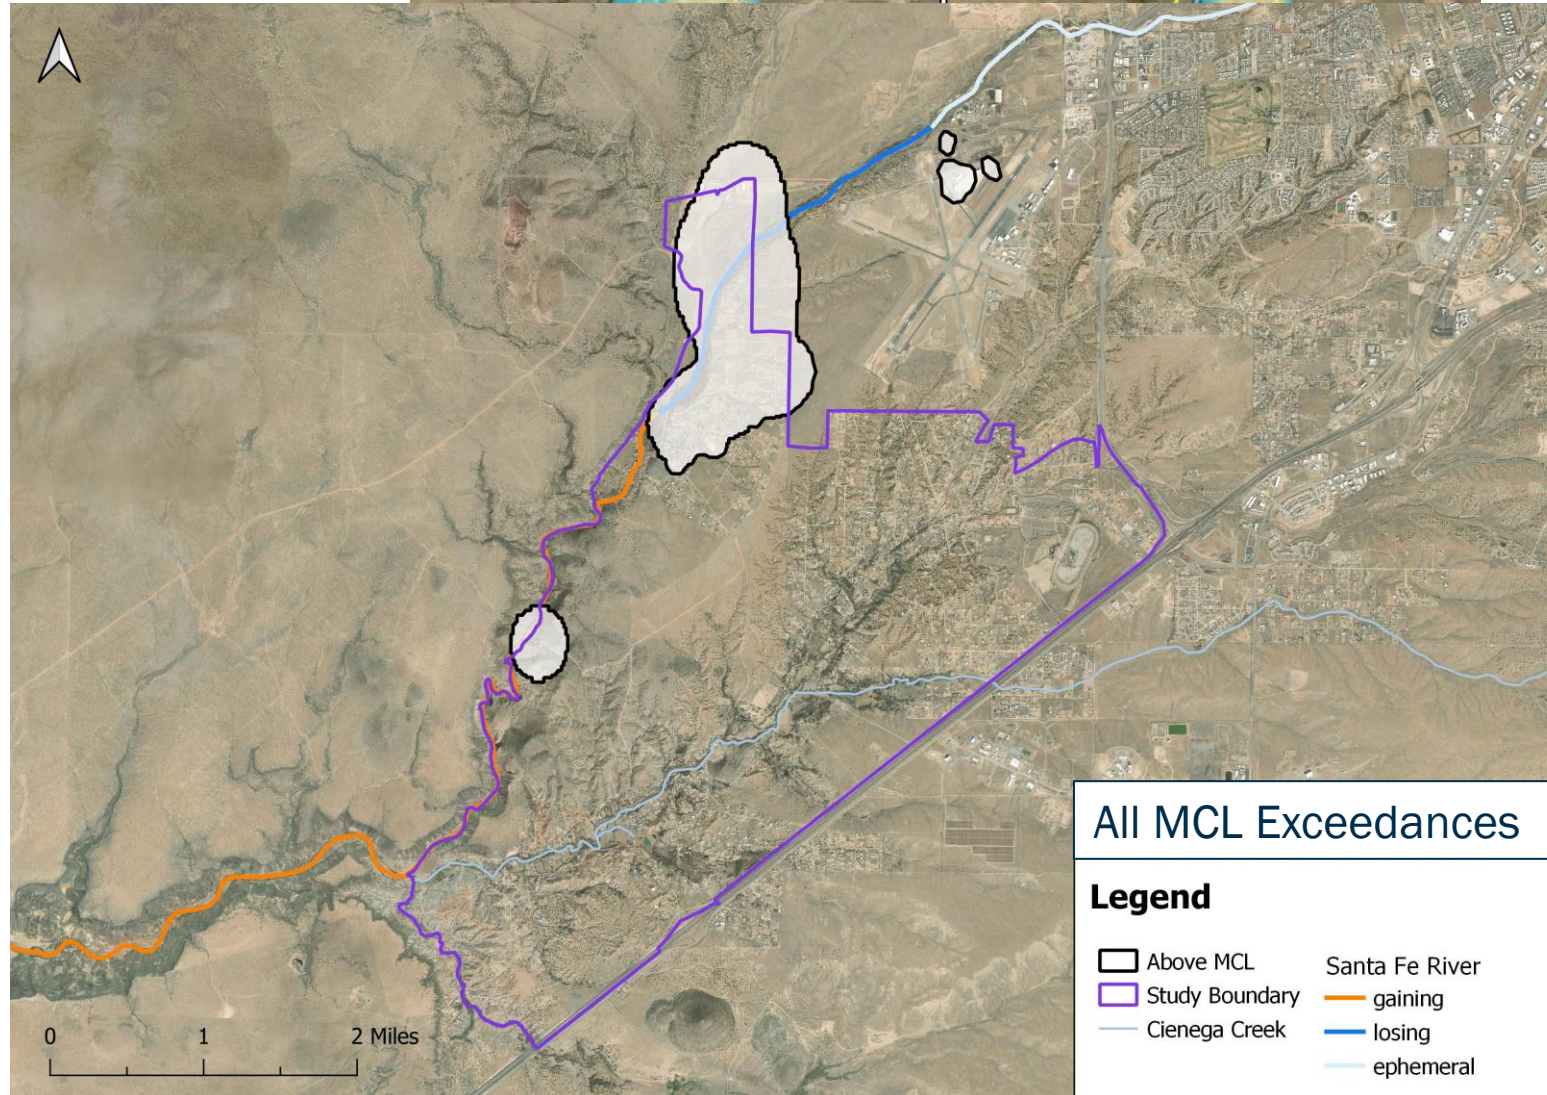 All MCL Exceedances
Legend
Above MCL
Study Boundary
Cienega Creek
Santa Fe River
gaining
losing
ephemeral
0 1 2 Miles